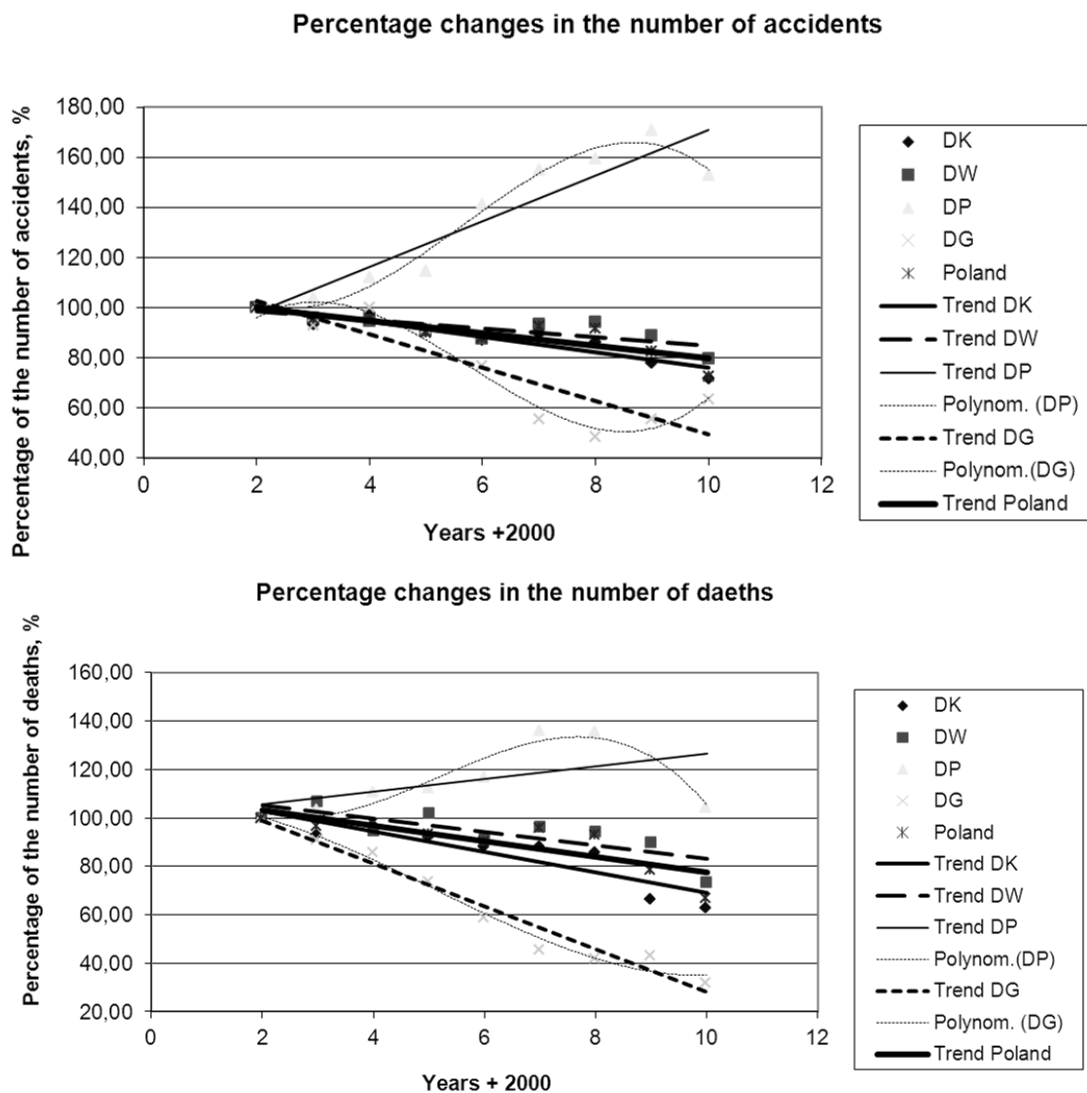 Percentage changes in the number of accidents
Percentage of the number of accidents, %
180,00
160,00
140,00
120,00
100,00
80,00
60,00
40,00
0
2
4
6
8
10
12
Years +2000
DK
DW
DP
DG
Poland
Trend DK
Trend DW
Trend DP
Polynom. (DP)
Trend DG
Polynom.(DG)
Trend Poland
Percentage changes in the number of daeths
Percentage of the number of deaths, %
160,00
140,00
120,00
100,00
80,00
60,00
40,00
20,00
0
2
4
6
8
10
12
Years + 2000
DK
DW
DP
DG
Poland
Trend DK
Trend DW
Trend DP
Polynom.(DP)
Trend DG
Polynom. (DG)
Trend Poland